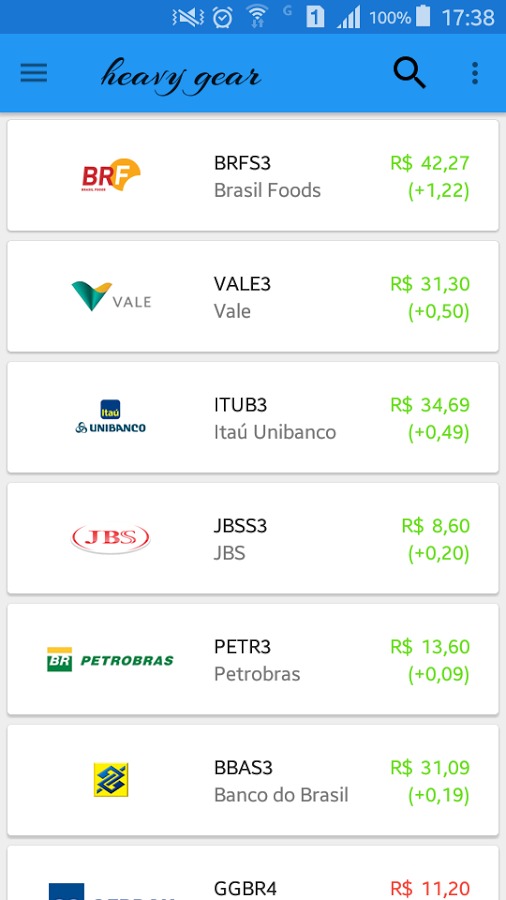 G 1 100% 17:38
heavy gear
BRF
BRASIL FOODS
BRFS3
Brasil Foods
R$ 42,27
(+1,22)
VALE
VALE3
Vale
R$ 31,30
(+0,50)
Itaú
UNIBANCO
ITUB3
Itaú Unibanco
R$ 34,69
(+0,49)
JBS
JBSS3
JBS
R$ 8,60
(+0,20)
BR PETROBRAS
PETR3
Petrobras
R$ 13,60
(+0,09)
BBAS3
Banco do Brasil
R$ 31,09
(+0,19)
GGBR4
R$ 11,20